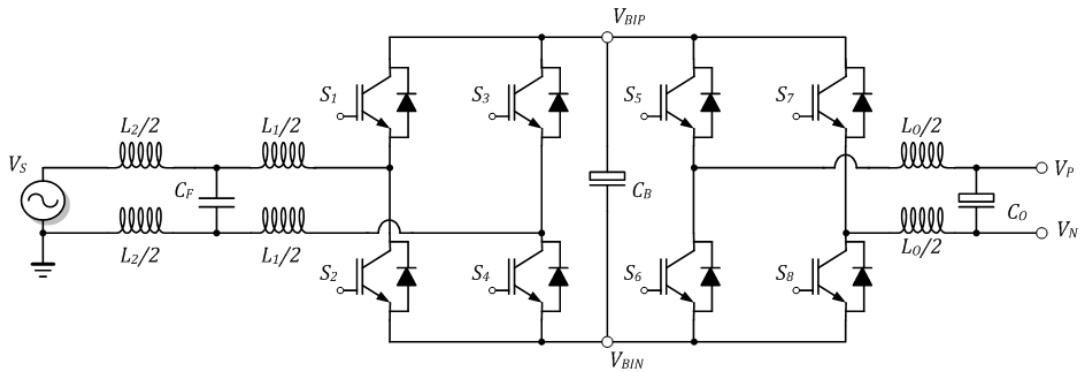 V_BIP
S_1
S_3
S_5
S_7
L_2/2
L_1/2
L_O/2
V_S
V_P
C_F
C_B
C_O
V_N
L_2/2
L_1/2
L_O/2
S_2
S_4
S_6
S_8
V_BIN